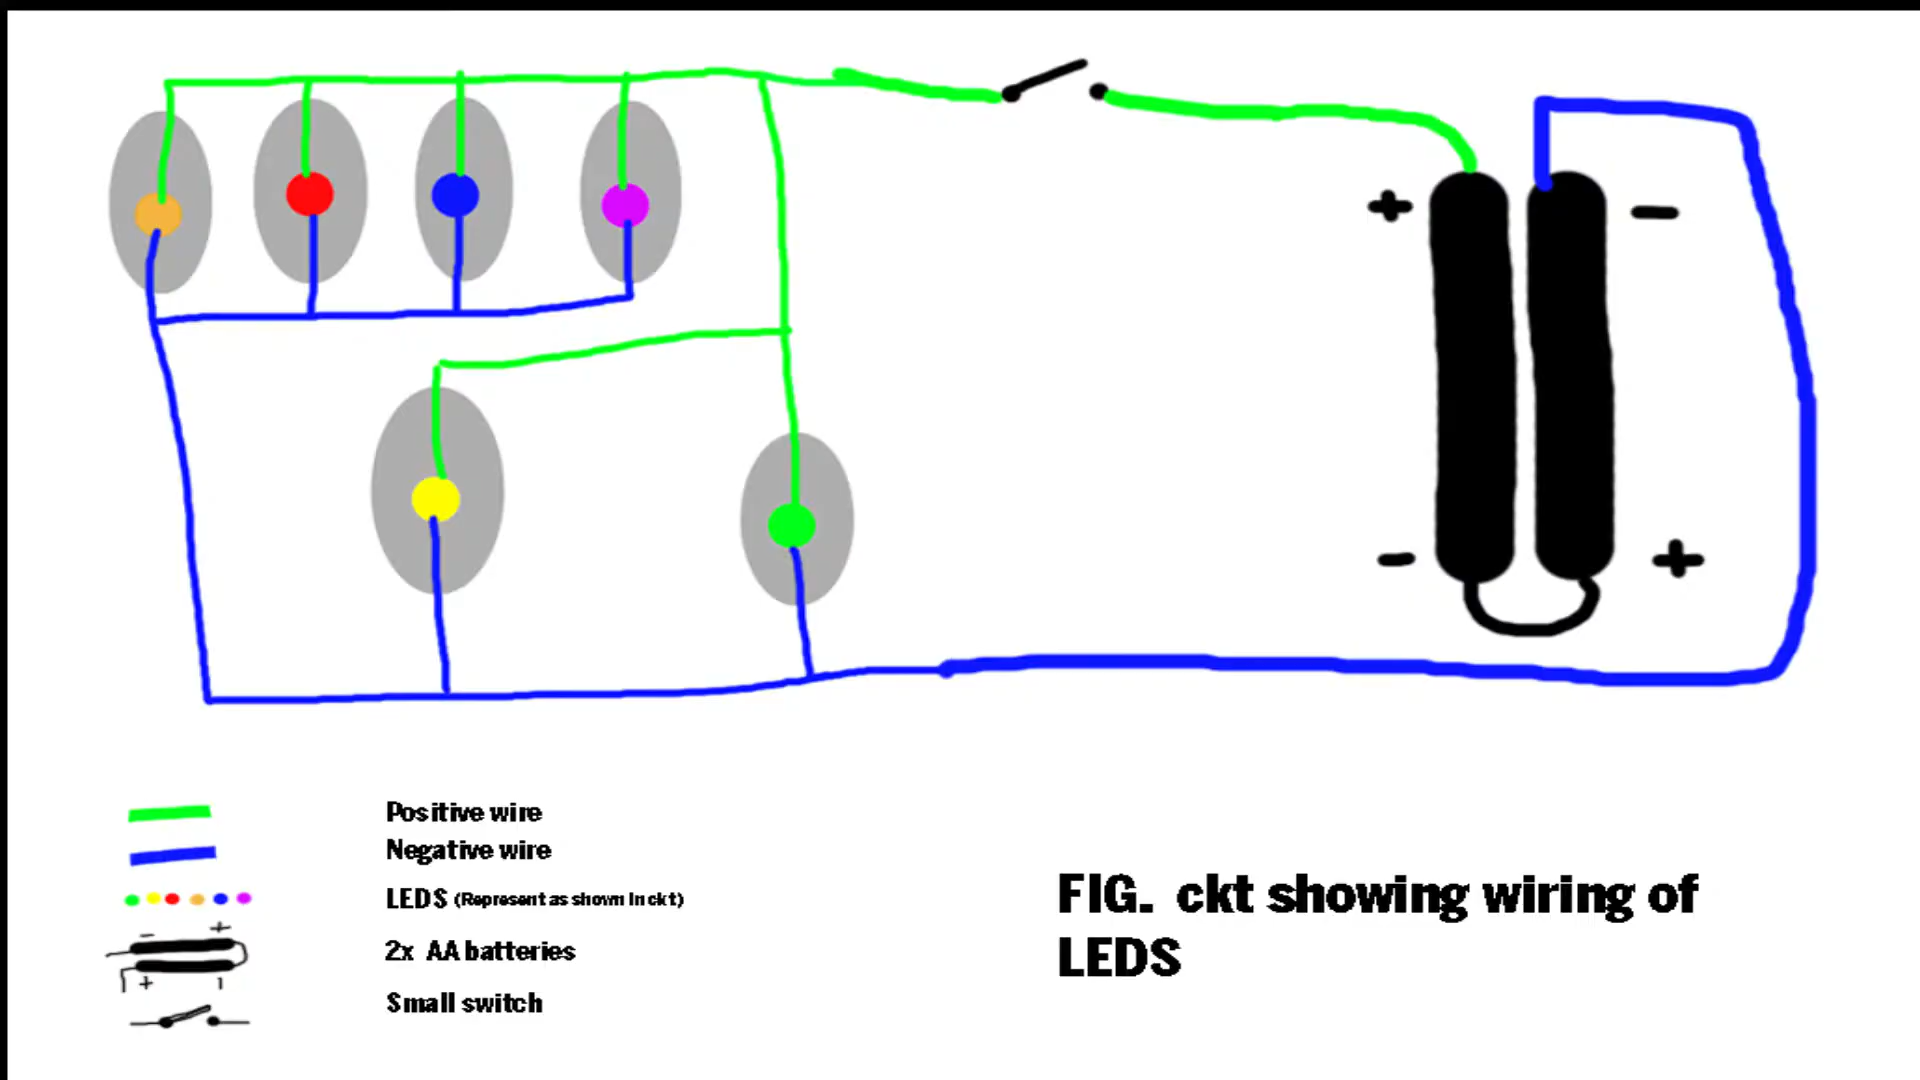 +
−
−
+
Positive wire
Negative wire
LEDS (Represent as shown In ckt)
− +
2x AA batteries
+ ı
Small switch
FIG. ckt showing wiring of
LEDS